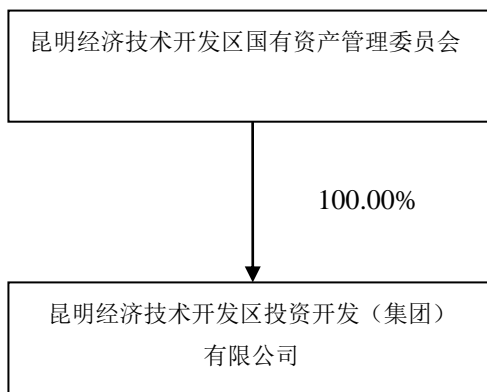 昆明经济技术开发区国有资产管理委员会
100.00%
昆明经济技术开发区投资开发（集团）
有限公司